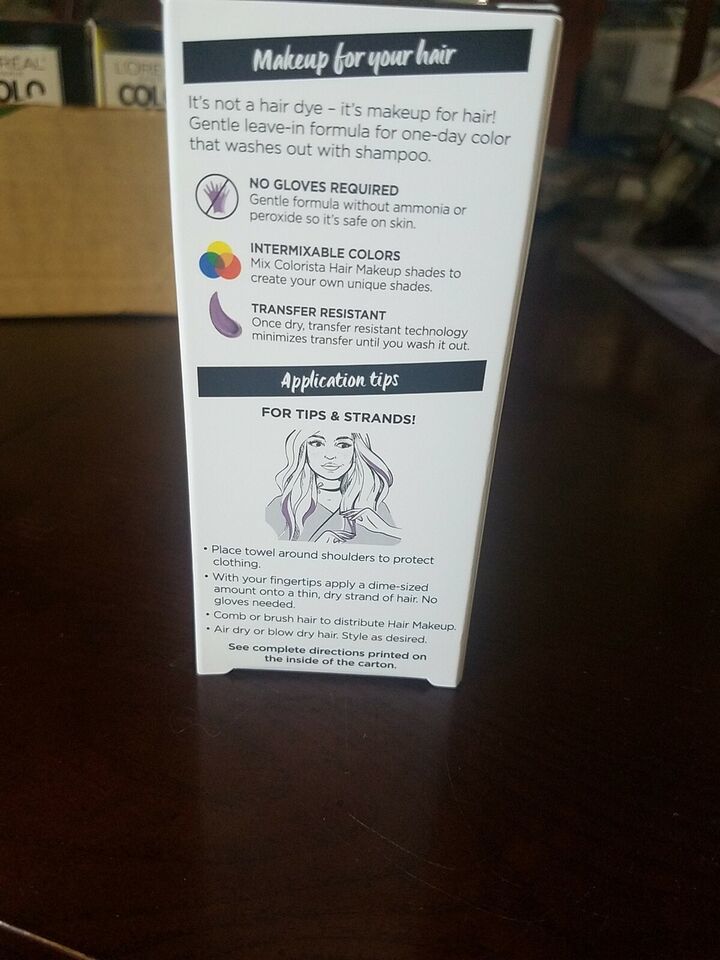 L'ORÉAL
COL
Makeup for your hair
It's not a hair dye – it's makeup for hair!
Gentle leave-in formula for one-day color
that washes out with shampoo.
NO GLOVES REQUIRED
Gentle formula without ammonia or
peroxide so it's safe on skin.
INTERMIXABLE COLORS
Mix Colorista Hair Makeup shades to
create your own unique shades.
TRANSFER RESISTANT
Once dry, transfer resistant technology
minimizes transfer until you wash it out.
Application tips
FOR TIPS & STRANDS!
• Place towel around shoulders to protect
clothing.
• With your fingertips apply a dime-sized
amount onto a thin, dry strand of hair. No
gloves needed.
• Comb or brush hair to distribute Hair Makeup.
• Air dry or blow dry hair. Style as desired.
See complete directions printed on
the inside of the carton.